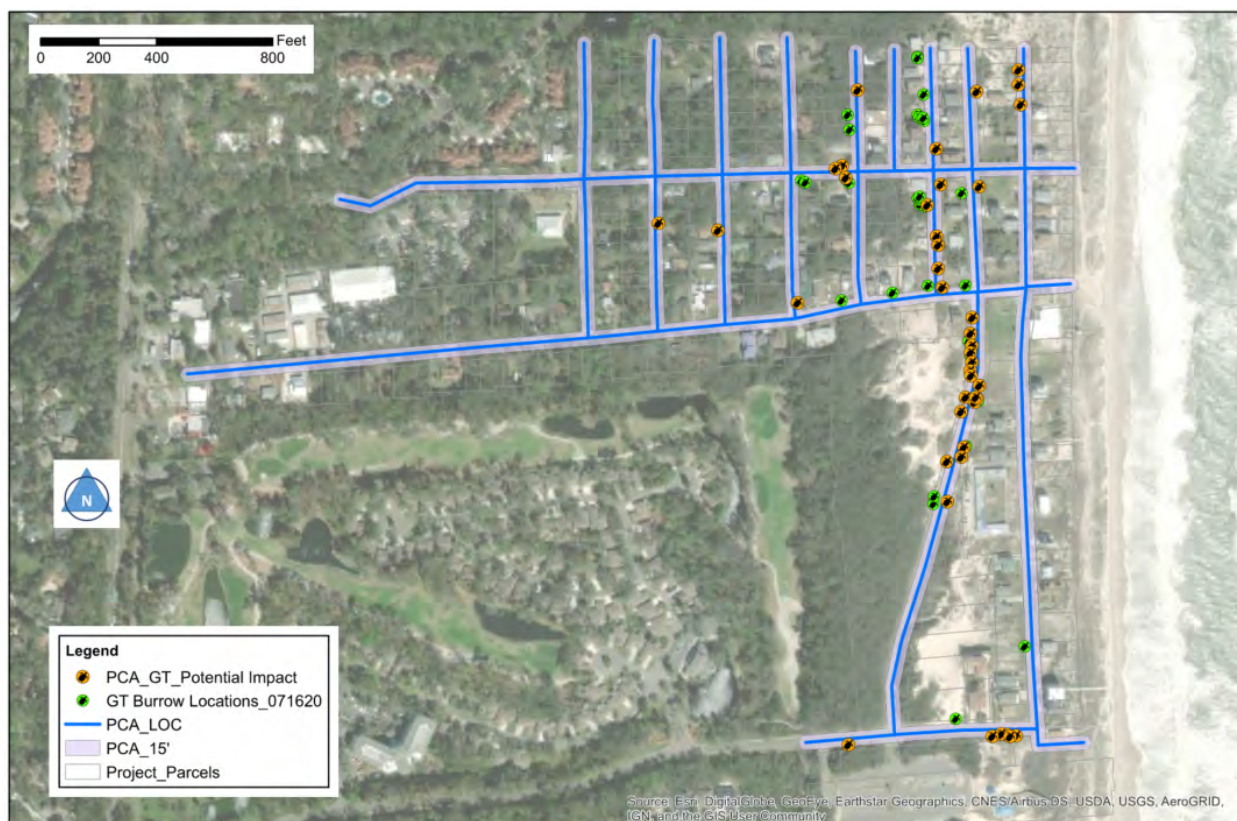 Feet
0 200 400 800
N
Legend
PCA_GT_Potential Impact
GT Burrow Locations_071620
PCA_LOC
PCA_15'
Project_Parcels
Source: Esri, DigitalGlobe, GeoEye, Earthstar Geographics, CNES/Airbus DS, USDA, USGS, AeroGRID,
IGN, and the GIS User Community